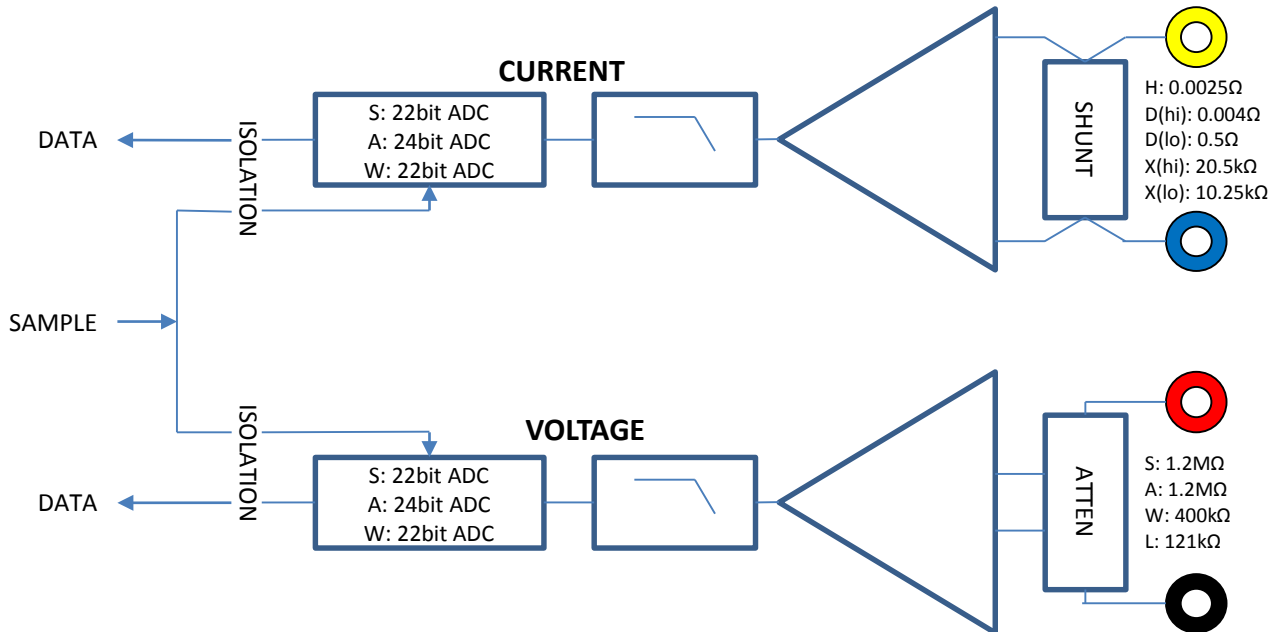 CURRENT
S: 22bit ADC
A: 24bit ADC
W: 22bit ADC
DATA
ISOLATION
SHUNT
H: 0.0025Ω
D(hi): 0.004Ω
D(lo): 0.5Ω
X(hi): 20.5kΩ
X(lo): 10.25kΩ
SAMPLE
VOLTAGE
S: 22bit ADC
A: 24bit ADC
W: 22bit ADC
DATA
ISOLATION
ATTEN
S: 1.2MΩ
A: 1.2MΩ
W: 400kΩ
L: 121kΩ